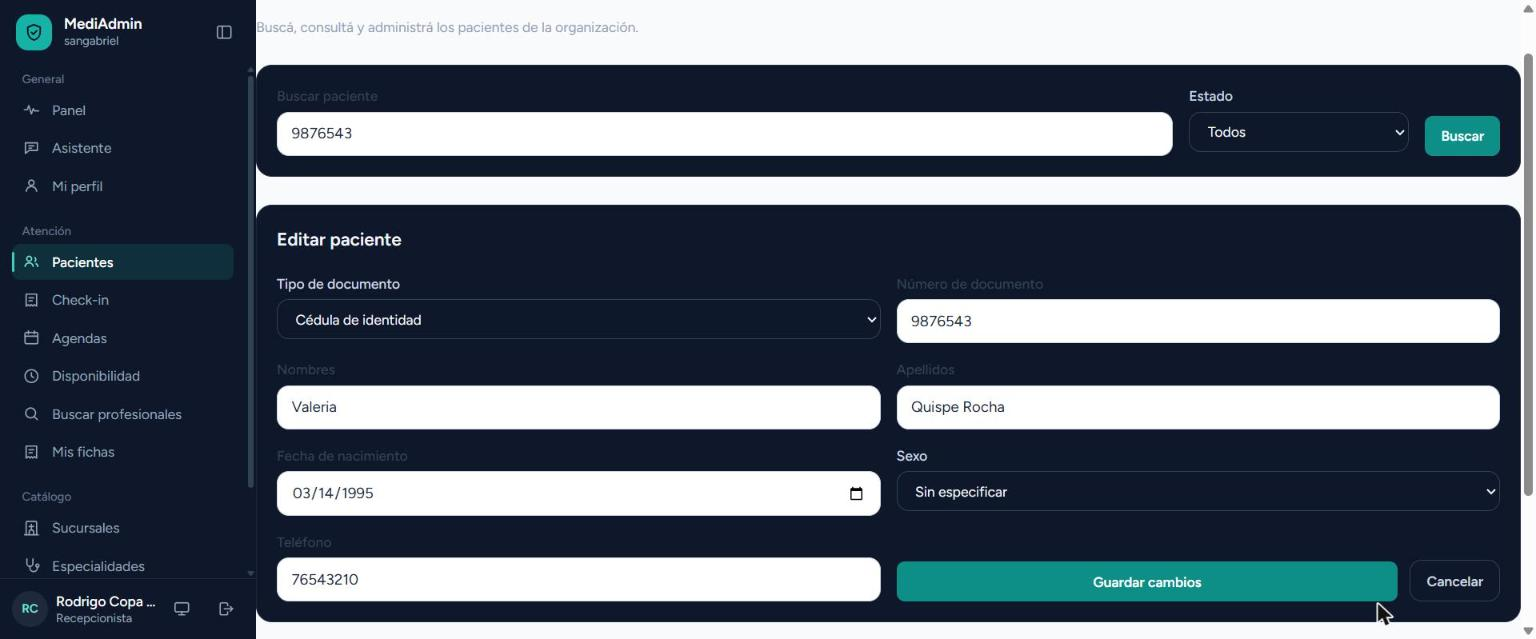 MediAdmin
sangabriel
General
Panel
Asistente
Mi perfil
Atención
Pacientes
Check-in
Agendas
Disponibilidad
Buscar profesionales
Mis fichas
Catálogo
Sucursales
Especialidades
RC
Rodrigo Copa ...
Recepcionista
Buscá, consultá y administrá los pacientes de la organización.
Buscar paciente
9876543
Estado
Todos
Buscar
Editar paciente
Tipo de documento
Cédula de identidad
Número de documento
9876543
Nombres
Valeria
Apellidos
Quispe Rocha
Fecha de nacimiento
03/14/1995
Sexo
Sin especificar
Teléfono
76543210
Guardar cambios
Cancelar